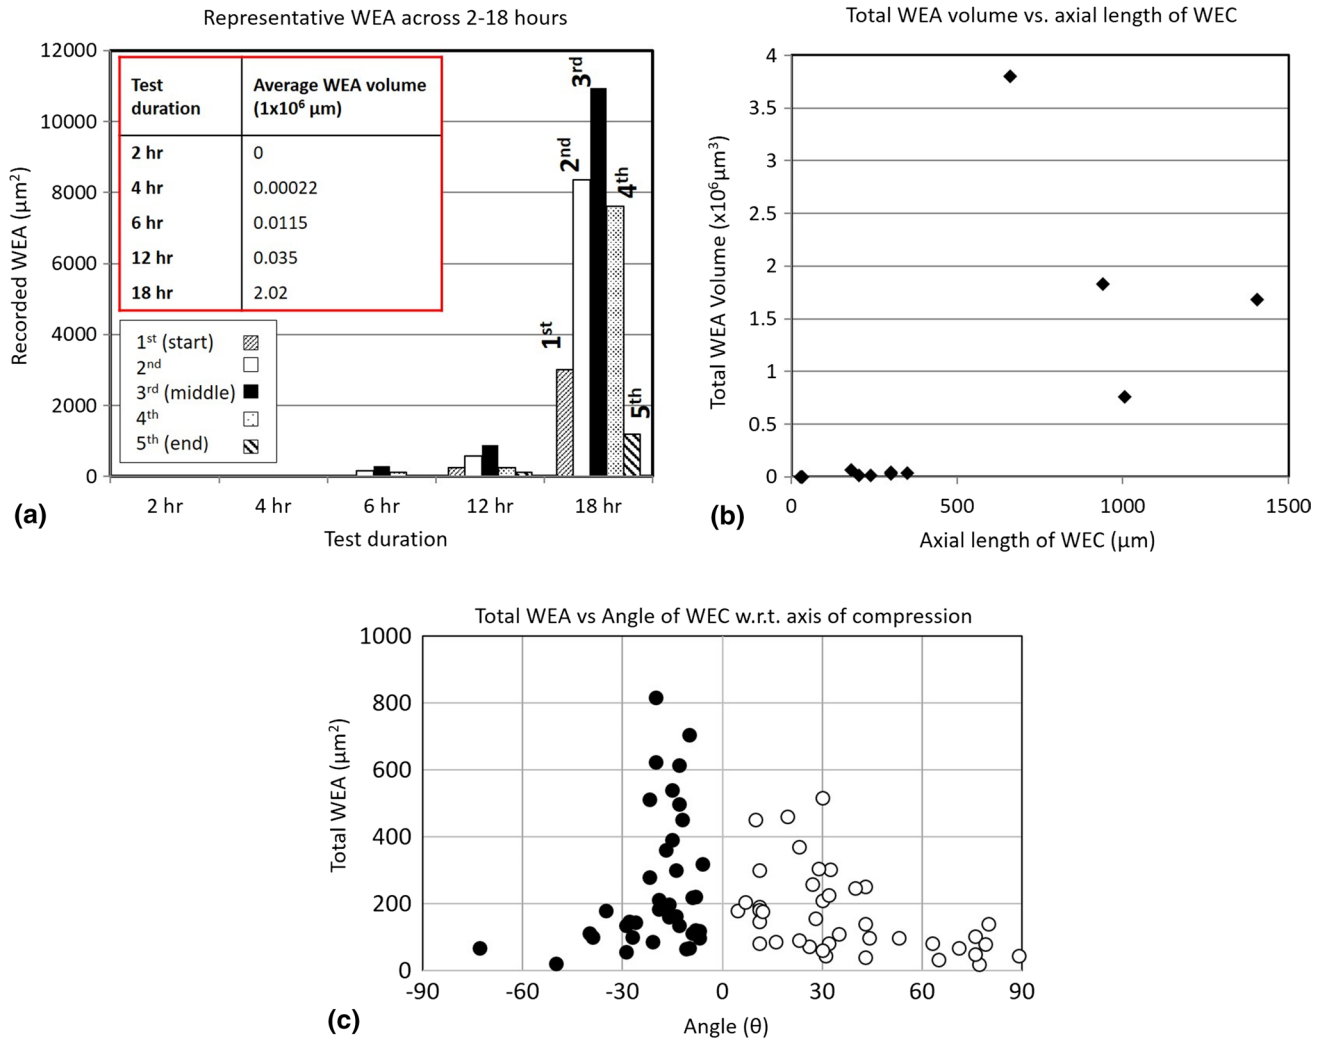 Representative WEA across 2-18 hours
12000
10000
8000
6000
4000
2000
0
Recorded WEA (μm²)
Test duration
Average WEA volume (1x10⁶ μm)
2 hr 0
4 hr 0.00022
6 hr 0.0115
12 hr 0.035
18 hr 2.02
1ˢᵗ (start)
2ⁿᵈ
3ʳᵈ (middle)
4ᵗʰ
5ᵗʰ (end)
1ˢᵗ
2ⁿᵈ
3ʳᵈ
4ᵗʰ
5ᵗʰ
2 hr 4 hr 6 hr 12 hr 18 hr
Test duration
(a)
Total WEA volume vs. axial length of WEC
4
3.5
3
2.5
2
1.5
1
0.5
0
Total WEA Volume (x10⁶μm³)
0 500 1000 1500
Axial length of WEC (μm)
(b)
Total WEA vs Angle of WEC w.r.t. axis of compression
1000
800
600
400
200
0
Total WEA (μm²)
-90 -60 -30 0 30 60 90
Angle (θ)
(c)